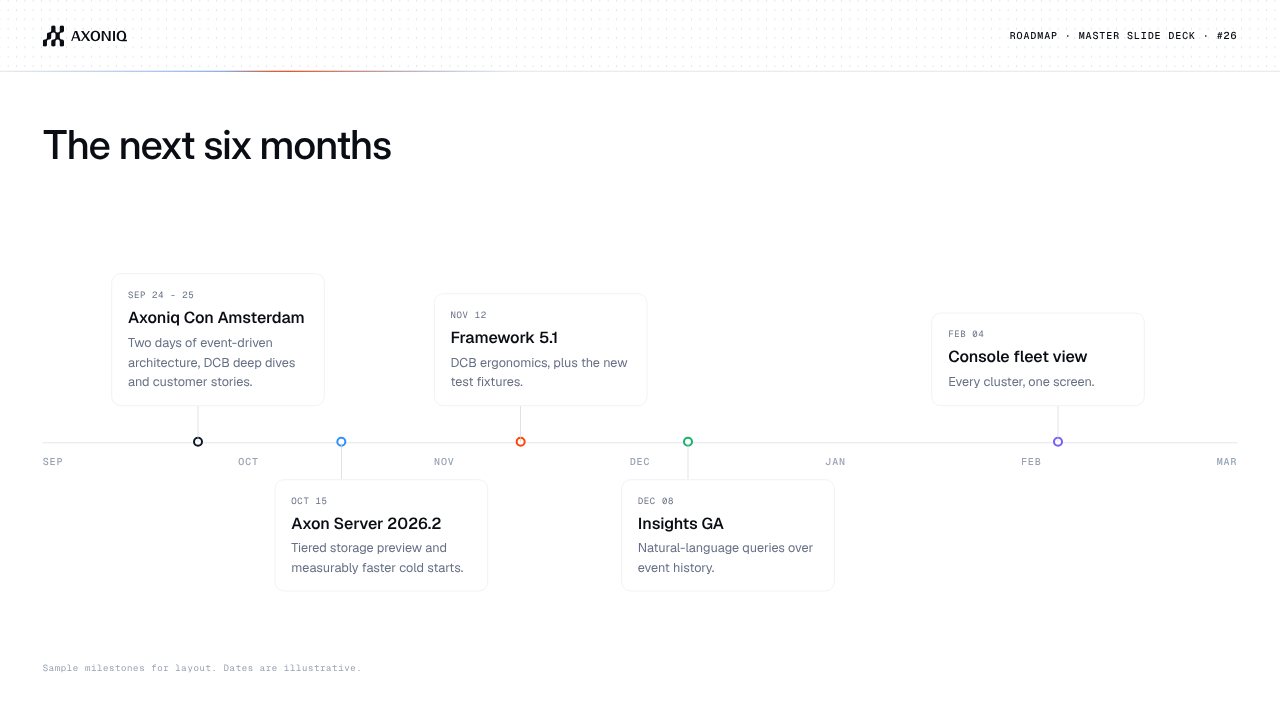 AXONIQ
ROADMAP · MASTER SLIDE DECK · #26
The next six months
SEP 24 - 25
Axoniq Con Amsterdam
Two days of event-driven
architecture, DCB deep dives
and customer stories.
NOV 12
Framework 5.1
DCB ergonomics, plus the new
test fixtures.
FEB 04
Console fleet view
Every cluster, one screen.
SEP OCT NOV DEC JAN FEB MAR
OCT 15
Axon Server 2026.2
Tiered storage preview and
measurably faster cold starts.
DEC 08
Insights GA
Natural-language queries over
event history.
Sample milestones for layout. Dates are illustrative.